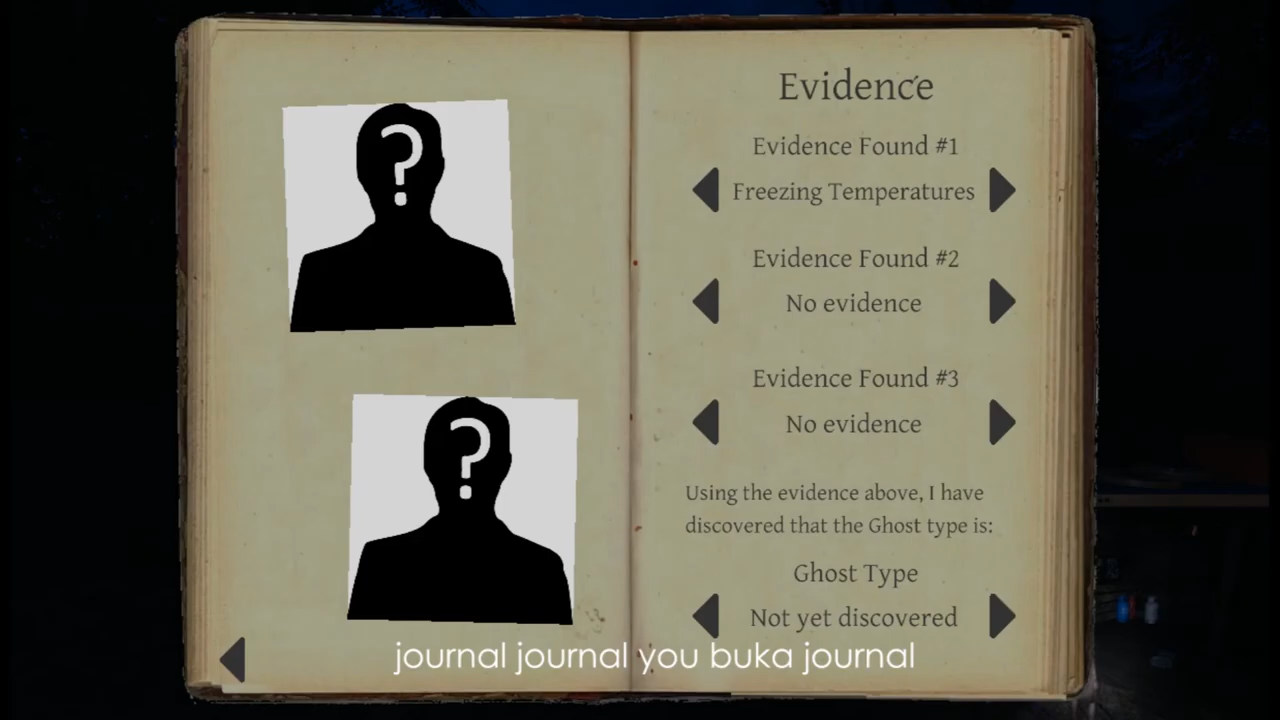 ?
?
Evidence
Evidence Found #1
Freezing Temperatures
Evidence Found #2
No evidence
Evidence Found #3
No evidence
Using the evidence above, I have
discovered that the Ghost type is:
Ghost Type
Not yet discovered
journal journal you buka journal